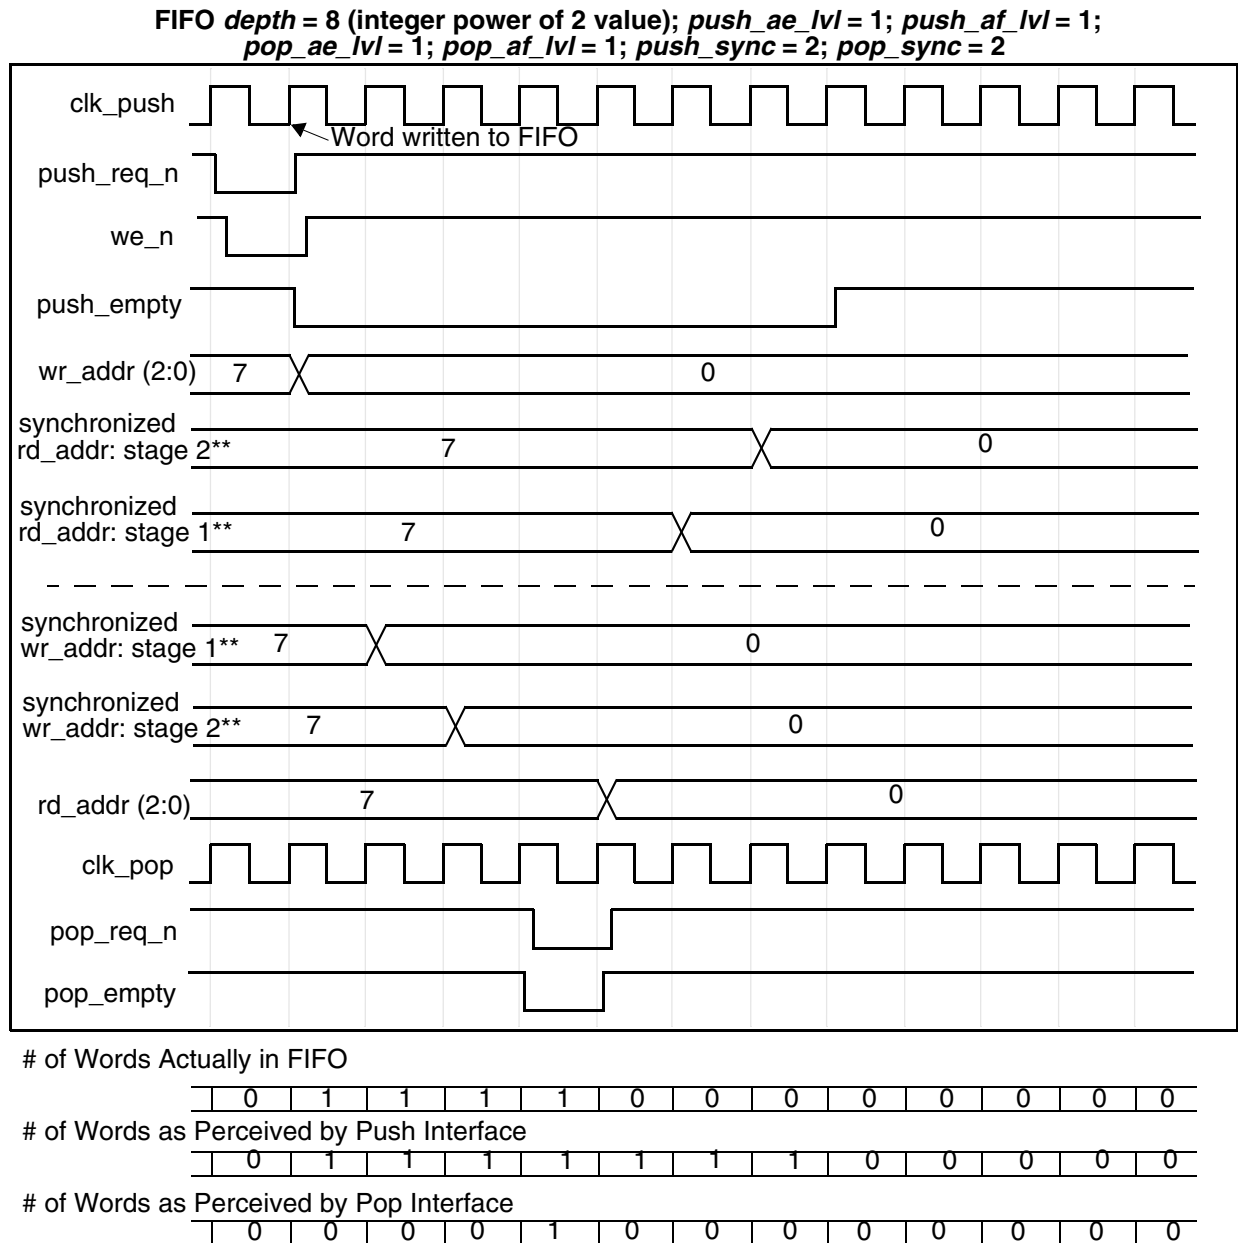 FIFO depth = 8 (integer power of 2 value); push_ae_lvl = 1; push_af_lvl = 1;
pop_ae_lvl = 1; pop_af_lvl = 1; push_sync = 2; pop_sync = 2
clk_push
Word written to FIFO
push_req_n
we_n
push_empty
wr_addr (2:0) 7 0
synchronized
rd_addr: stage 2** 7 0
synchronized
rd_addr: stage 1** 7 0
synchronized
wr_addr: stage 1** 7 0
synchronized
wr_addr: stage 2** 7 0
rd_addr (2:0) 7 0
clk_pop
pop_req_n
pop_empty
# of Words Actually in FIFO
0 1 1 1 1 0 0 0 0 0 0 0 0
# of Words as Perceived by Push Interface
0 1 1 1 1 1 1 1 0 0 0 0 0
# of Words as Perceived by Pop Interface
0 0 0 0 1 0 0 0 0 0 0 0 0